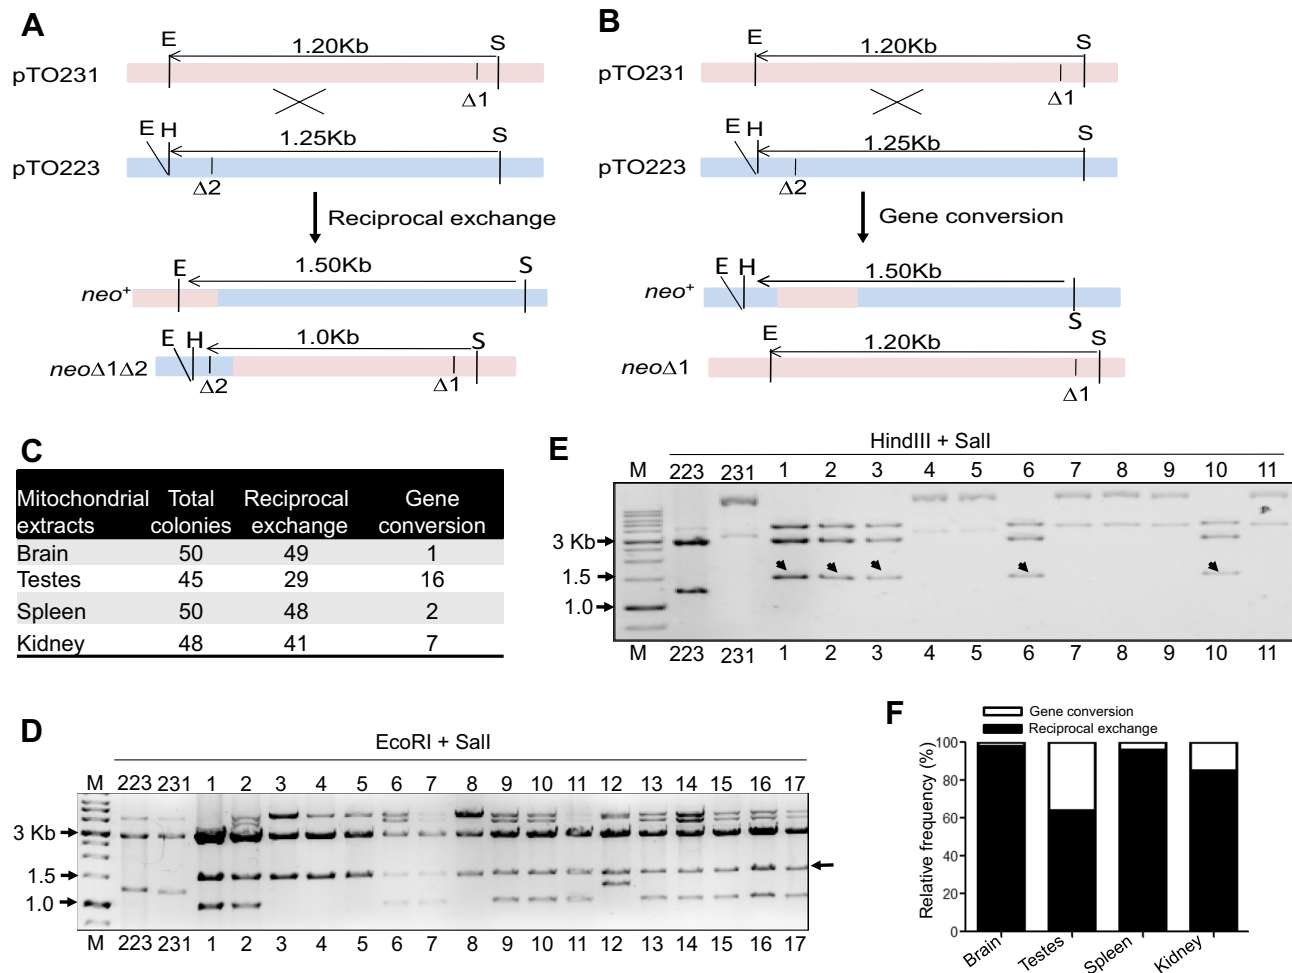 A
E
1.20Kb
S
pTO231
Δ1
E H
1.25Kb
S
pTO223
Δ2
Reciprocal exchange
E
1.50Kb
S
neo+
E H
1.0Kb
S
neoΔ1Δ2
Δ2
Δ1
B
E
1.20Kb
S
pTO231
Δ1
E H
1.25Kb
S
pTO223
Δ2
Gene conversion
E H
1.50Kb
neo+
S
E
1.20Kb
S
neoΔ1
Δ1
C
Mitochondrial extracts Total colonies Reciprocal exchange Gene conversion
Brain 50 49 1
Testes 45 29 16
Spleen 50 48 2
Kidney 48 41 7
D
EcoRI + SalI
M 223 231 1 2 3 4 5 6 7 8 9 10 11 12 13 14 15 16 17
3 Kb
1.5
1.0
M 223 231 1 2 3 4 5 6 7 8 9 10 11 12 13 14 15 16 17
E
HindIII + SalI
M 223 231 1 2 3 4 5 6 7 8 9 10 11
3 Kb
1.5
1.0
M 223 231 1 2 3 4 5 6 7 8 9 10 11
F
Gene conversion
Reciprocal exchange
Relative frequency (%)
100
80
60
40
20
0
Brain
Testes
Spleen
Kidney